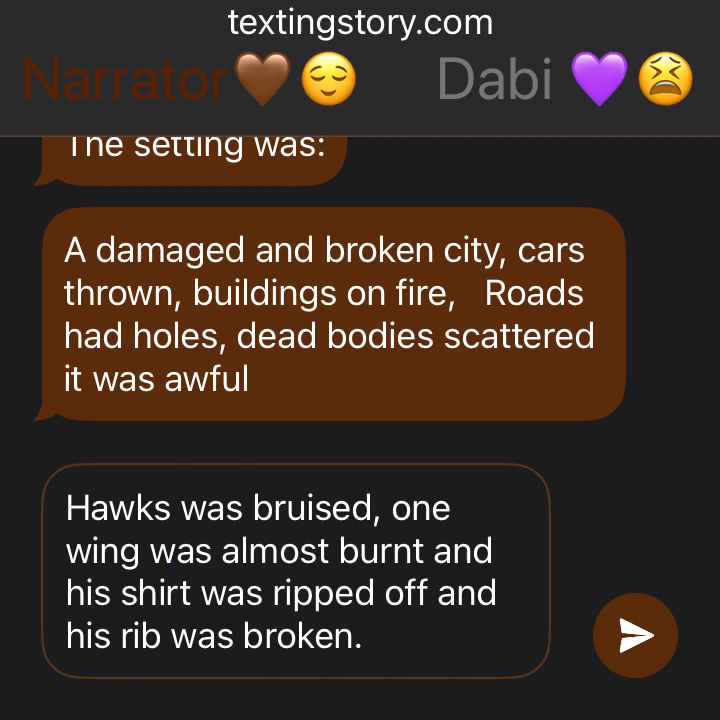 textingstory.com
Narrator🤎😌 Dabi 💜😫
The setting was:
A damaged and broken city, cars
thrown, buildings on fire, Roads
had holes, dead bodies scattered
it was awful
Hawks was bruised, one
wing was almost burnt and
his shirt was ripped off and
his rib was broken.